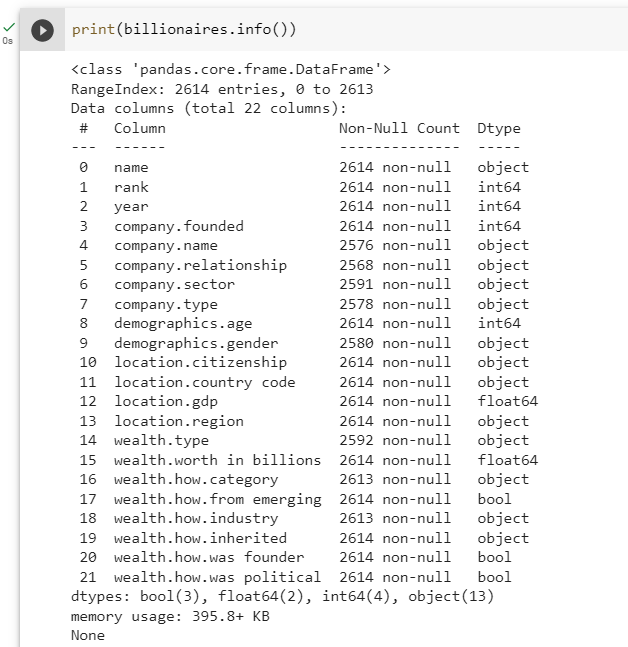 0s
print(billionaires.info())
<class 'pandas.core.frame.DataFrame'>
RangeIndex: 2614 entries, 0 to 2613
Data columns (total 22 columns):
 #   Column                   Non-Null Count  Dtype
---  ------                   --------------  -----
 0   name                     2614 non-null   object
 1   rank                     2614 non-null   int64
 2   year                     2614 non-null   int64
 3   company.founded          2614 non-null   int64
 4   company.name             2576 non-null   object
 5   company.relationship     2568 non-null   object
 6   company.sector           2591 non-null   object
 7   company.type             2578 non-null   object
 8   demographics.age         2614 non-null   int64
 9   demographics.gender      2580 non-null   object
 10  location.citizenship     2614 non-null   object
 11  location.country code    2614 non-null   object
 12  location.gdp             2614 non-null   float64
 13  location.region          2614 non-null   object
 14  wealth.type              2592 non-null   object
 15  wealth.worth in billions 2614 non-null   float64
 16  wealth.how.category      2613 non-null   object
 17  wealth.how.from emerging 2614 non-null   bool
 18  wealth.how.industry      2613 non-null   object
 19  wealth.how.inherited     2614 non-null   object
 20  wealth.how.was founder   2614 non-null   bool
 21  wealth.how.was political 2614 non-null   bool
dtypes: bool(3), float64(2), int64(4), object(13)
memory usage: 395.8+ KB
None